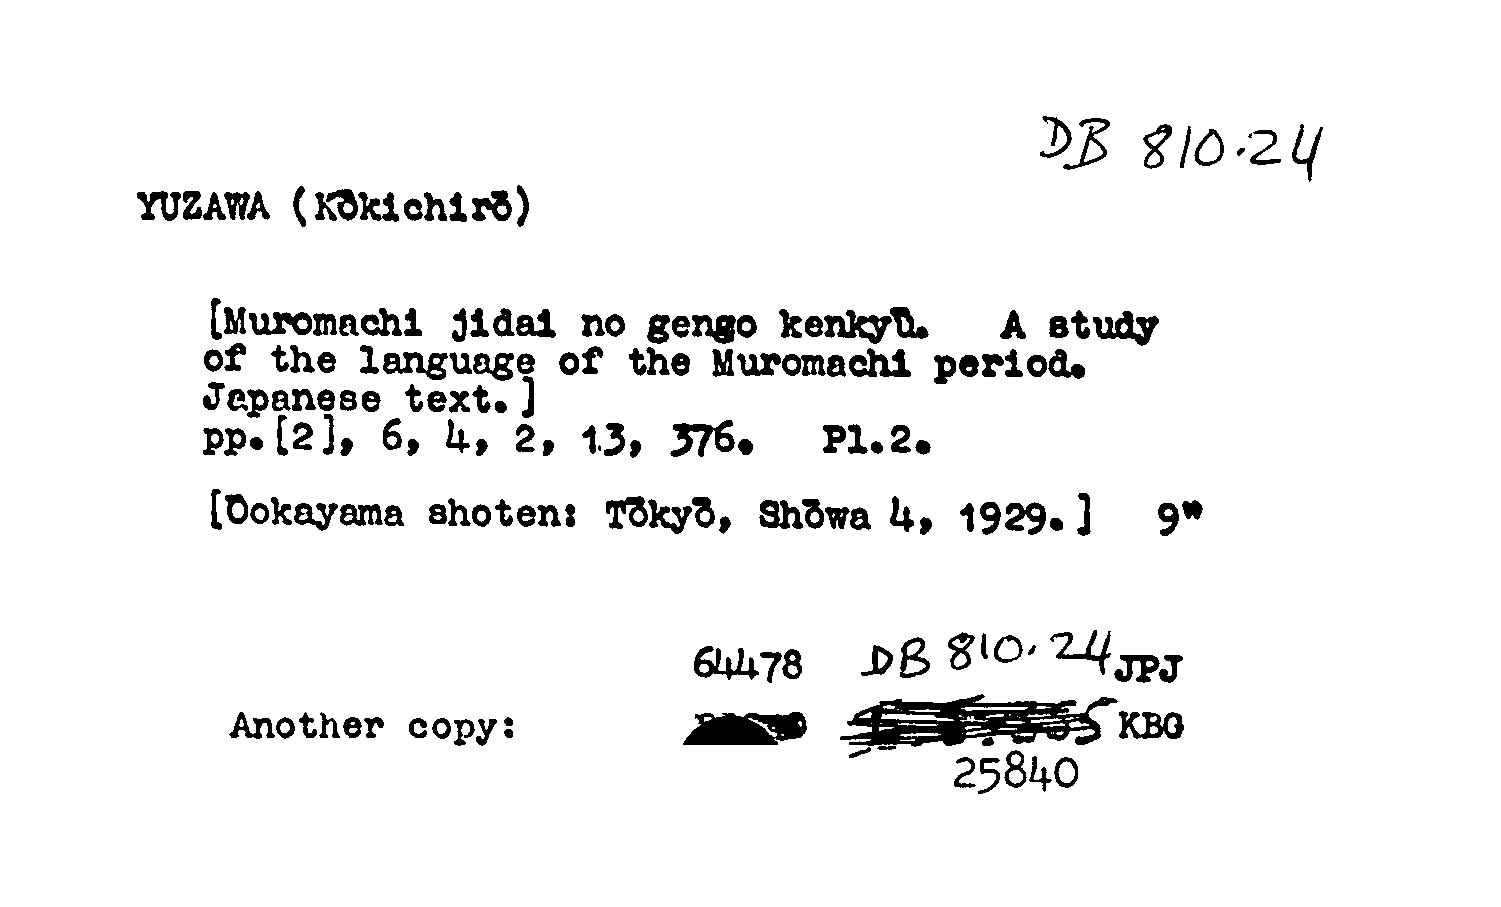 DB 810.24
YUZAWA (Kōkichirō)
[Muromachi jidai no gengo kenkyū. A study
of the language of the Muromachi period.
Japanese text.]
pp.[2], 6, 4, 2, 13, 376. Pl.2.
[Ōokayama shoten: Tōkyō, Shōwa 4, 1929.] 9"
64478 DB 810.24 JPJ
Another copy: KBG
25840